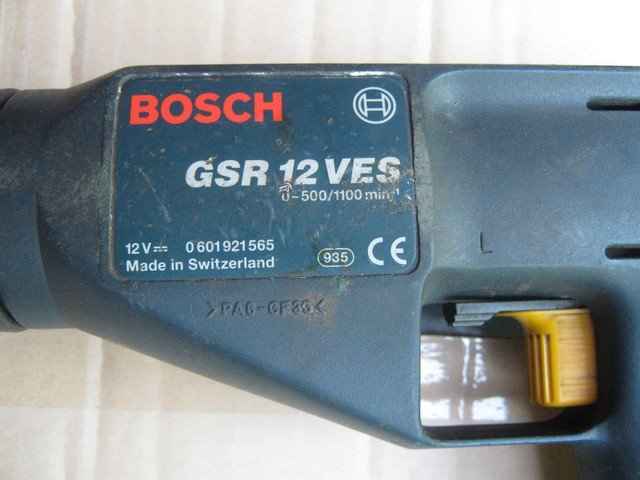 BOSCH
GSR 12 VES
0-500/1100 min⁻¹
12 V⎓ 0 601 921 565
Made in Switzerland 935 CE
L
>PA6-GF30<